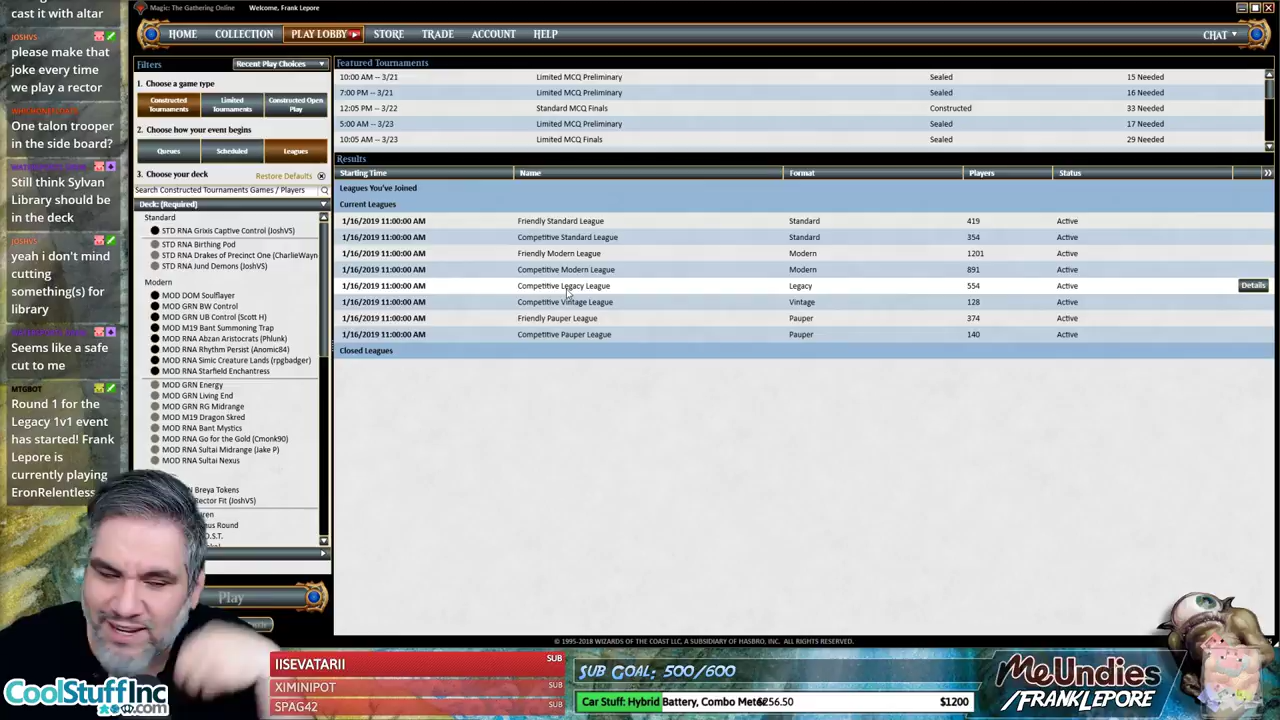 Magic: The Gathering Online
Welcome, Frank Lepore
HOME
COLLECTION
PLAY LOBBY
STORE
TRADE
ACCOUNT
HELP
CHAT
cast it with altar
JOSHVS
please make that
joke every time
we play a rector
One talon trooper
in the side board?
Still think Sylvan
Library should be
in the deck
JOSHVS
yeah i don't mind
cutting
something(s) for
library
Seems like a safe
cut to me
MTGBOT
Round 1 for the
Legacy 1v1 event
has started! Frank
Lepore is
currently playing
EronRelentless
Filters
Recent Play Choices
1. Choose a game type
Constructed Tournaments
Limited Tournaments
Constructed Open Play
2. Choose how your event begins
Queues
Scheduled
Leagues
3. Choose your deck
Restore Defaults
Search Constructed Tournaments Games / Players
Deck: (Required)
Standard
STD RNA Grixis Captive Control (JoshVS)
STD RNA Birthing Pod
STD RNA Drakes of Precinct One (CharlieWayn
STD RNA Jund Demons (JoshVS)
Modern
MOD DOM Soulflayer
MOD GRN BW Control
MOD GRN UB Control (Scott H)
MOD M19 Bant Summoning Trap
MOD RNA Abzan Aristocrats (Phlunk)
MOD RNA Rhythm Persist (Anomic84)
MOD RNA Simic Creature Lands (rpgbadger)
MOD RNA Starfield Enchantress
MOD GRN Energy
MOD GRN Living End
MOD GRN RG Midrange
MOD M19 Dragon Skred
MOD RNA Bant Mystics
MOD RNA Go for the Gold (Cmonk90)
MOD RNA Sultai Midrange (Jake P)
MOD RNA Sultai Nexus
Breya Tokens
Rector Fit (JoshVS)
Round
Play
Featured Tournaments
10:00 AM -- 3/21 Limited MCQ Preliminary Sealed 15 Needed
7:00 PM -- 3/21 Limited MCQ Preliminary Sealed 16 Needed
12:05 PM -- 3/22 Standard MCQ Finals Constructed 33 Needed
5:00 AM -- 3/23 Limited MCQ Preliminary Sealed 17 Needed
10:05 AM -- 3/23 Limited MCQ Finals Sealed 29 Needed
Results
Starting Time Name Format Players Status
Leagues You've Joined
Current Leagues
1/16/2019 11:00:00 AM Friendly Standard League Standard 419 Active
1/16/2019 11:00:00 AM Competitive Standard League Standard 354 Active
1/16/2019 11:00:00 AM Friendly Modern League Modern 1201 Active
1/16/2019 11:00:00 AM Competitive Modern League Modern 891 Active
1/16/2019 11:00:00 AM Competitive Legacy League Legacy 554 Active Details
1/16/2019 11:00:00 AM Competitive Vintage League Vintage 128 Active
1/16/2019 11:00:00 AM Friendly Pauper League Pauper 374 Active
1/16/2019 11:00:00 AM Competitive Pauper League Pauper 140 Active
Closed Leagues
© 1995-2018 WIZARDS OF THE COAST LLC, A SUBSIDIARY OF HASBRO, INC. ALL RIGHTS RESERVED.
CoolStuffInc
.com
IISEVATARII SUB
XIMINIPOT SUB
SPAG42 SUB
SUB GOAL: 500/600
Car Stuff: Hybrid Battery, Combo Mete $256.50 $1200
MeUndies
/FRANKLEPORE